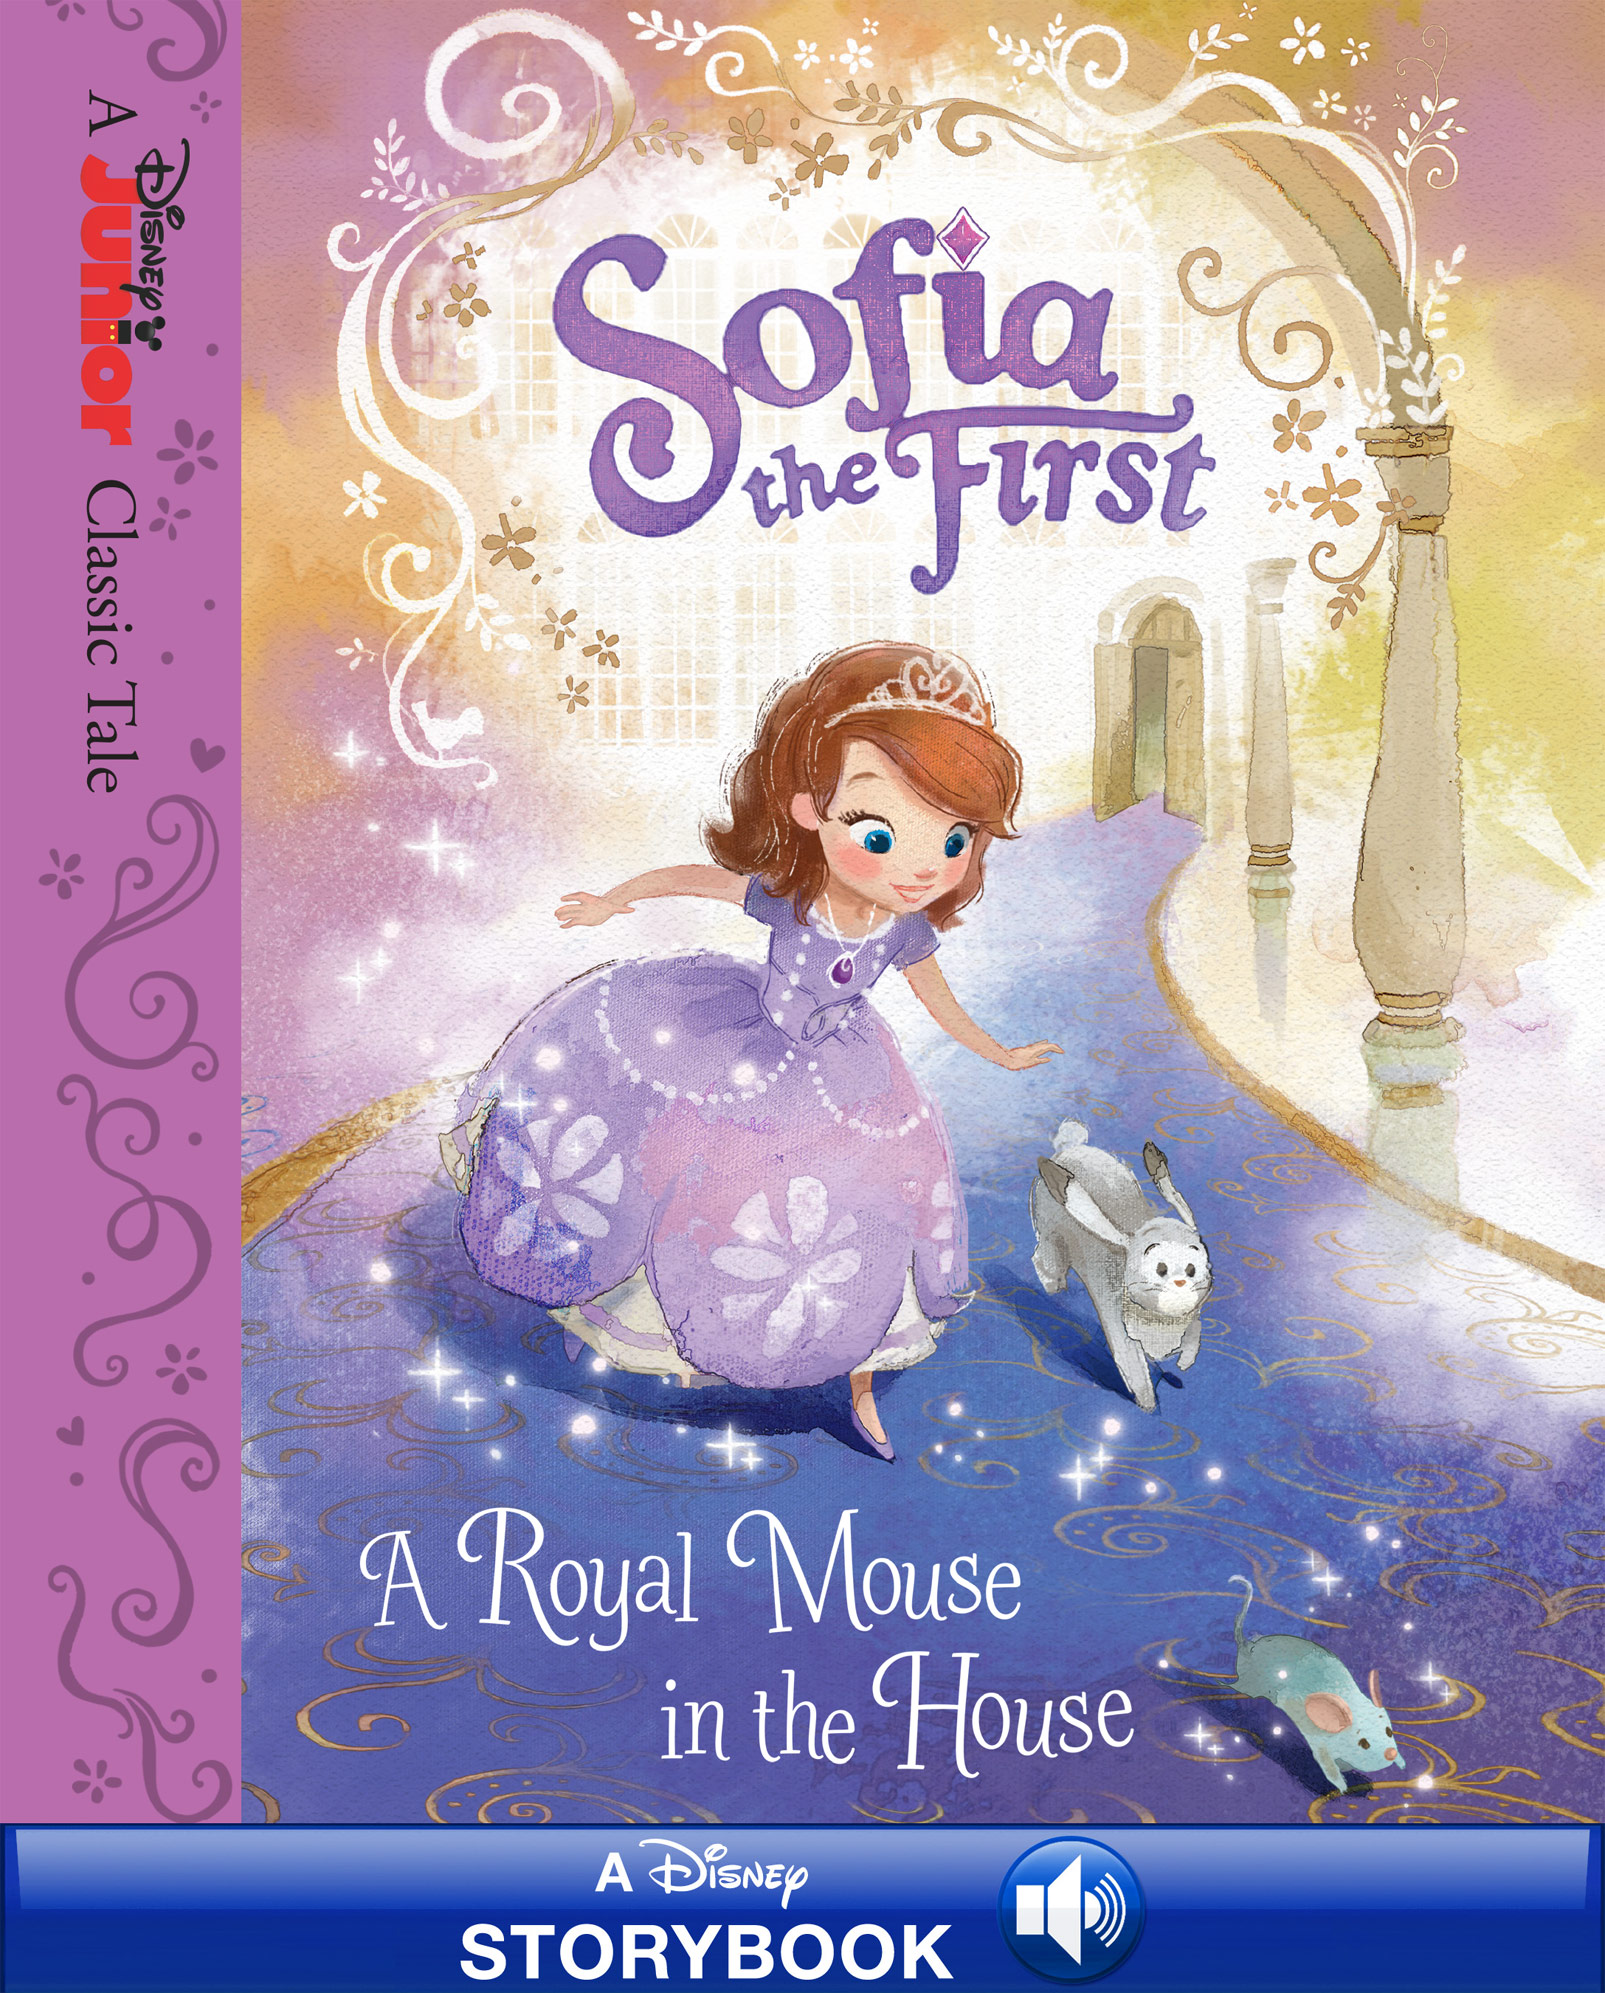 A Disney Junior Classic Tale
Sofia
the First
A Royal Mouse
in the House
A Disney
STORYBOOK